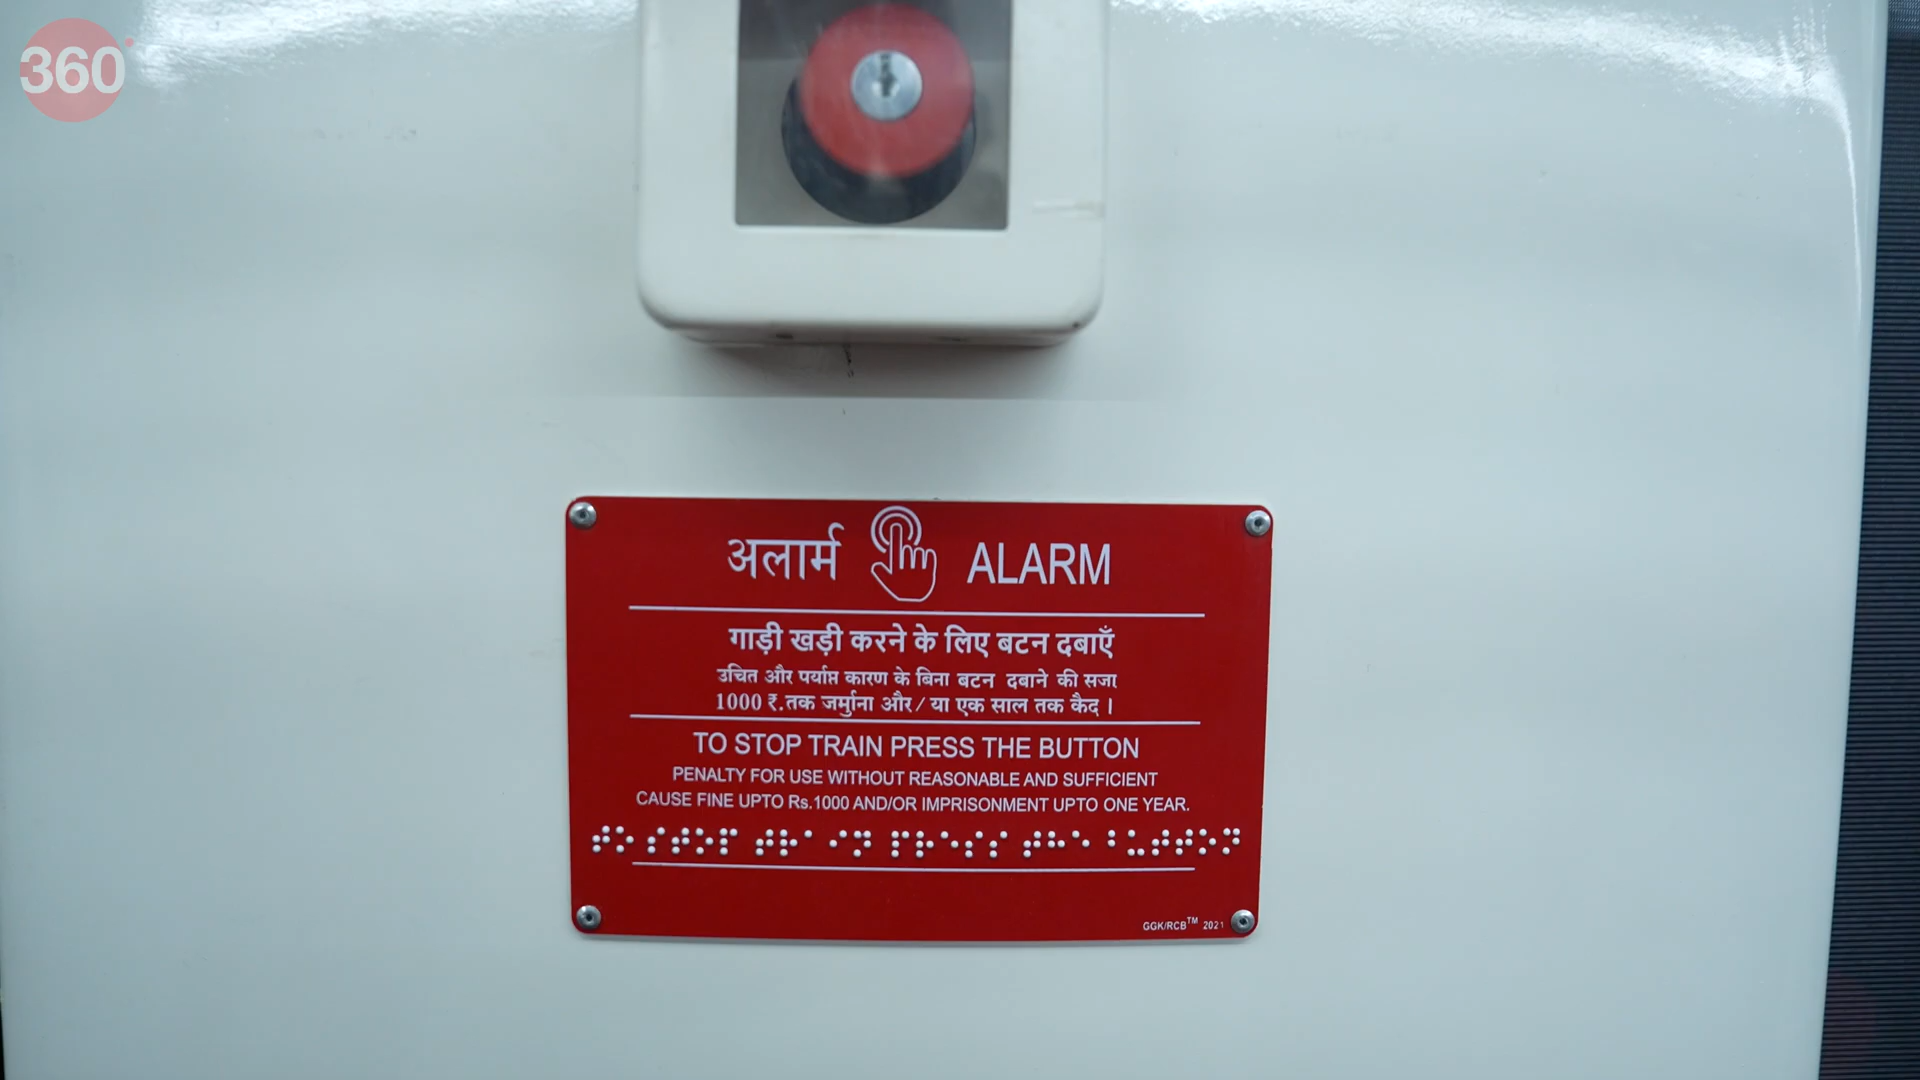 360
अलार्म ALARM
गाड़ी खड़ी करने के लिए बटन दबाएँ
उचित और पर्याप्त कारण के बिना बटन दबाने की सजा
1000 ₹.तक जर्मुाना और / या एक साल तक कैद |
TO STOP TRAIN PRESS THE BUTTON
PENALTY FOR USE WITHOUT REASONABLE AND SUFFICIENT
CAUSE FINE UPTO Rs.1000 AND/OR IMPRISONMENT UPTO ONE YEAR.
⠞⠕ ⠎⠞⠕⠏ ⠞⠗⠁⠊⠝ ⠏⠗⠑⠎⠎ ⠞⠓⠑ ⠃⠥⠞⠞⠕⠝
GGK/RCB™ 2021